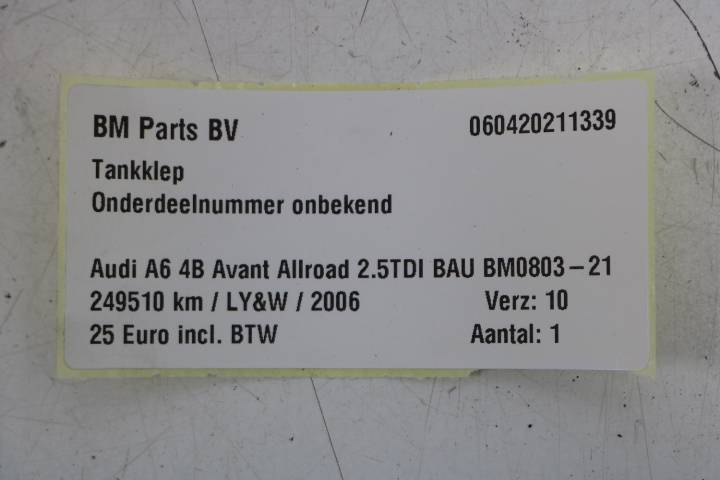 BM Parts BV 060420211339
Tankklep
Onderdeelnummer onbekend
Audi A6 4B Avant Allroad 2.5TDI BAU BM0803-21
249510 km / LY&W / 2006 Verz: 10
25 Euro incl. BTW Aantal: 1